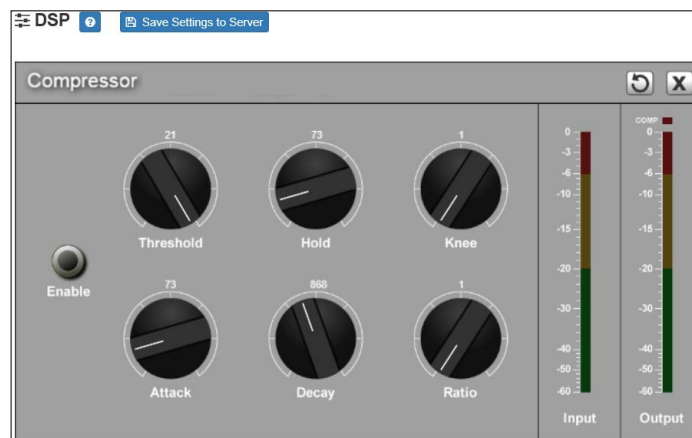 DSP ? Save Settings to Server
Compressor X
21 73 1
Threshold Hold Knee
Enable
73 868 1
Attack Decay Ratio
0
-3
-6
-10
-15
-20
-30
-40
-50
-60
Input
COMP
0
-3
-6
-10
-15
-20
-30
-40
-50
-60
Output